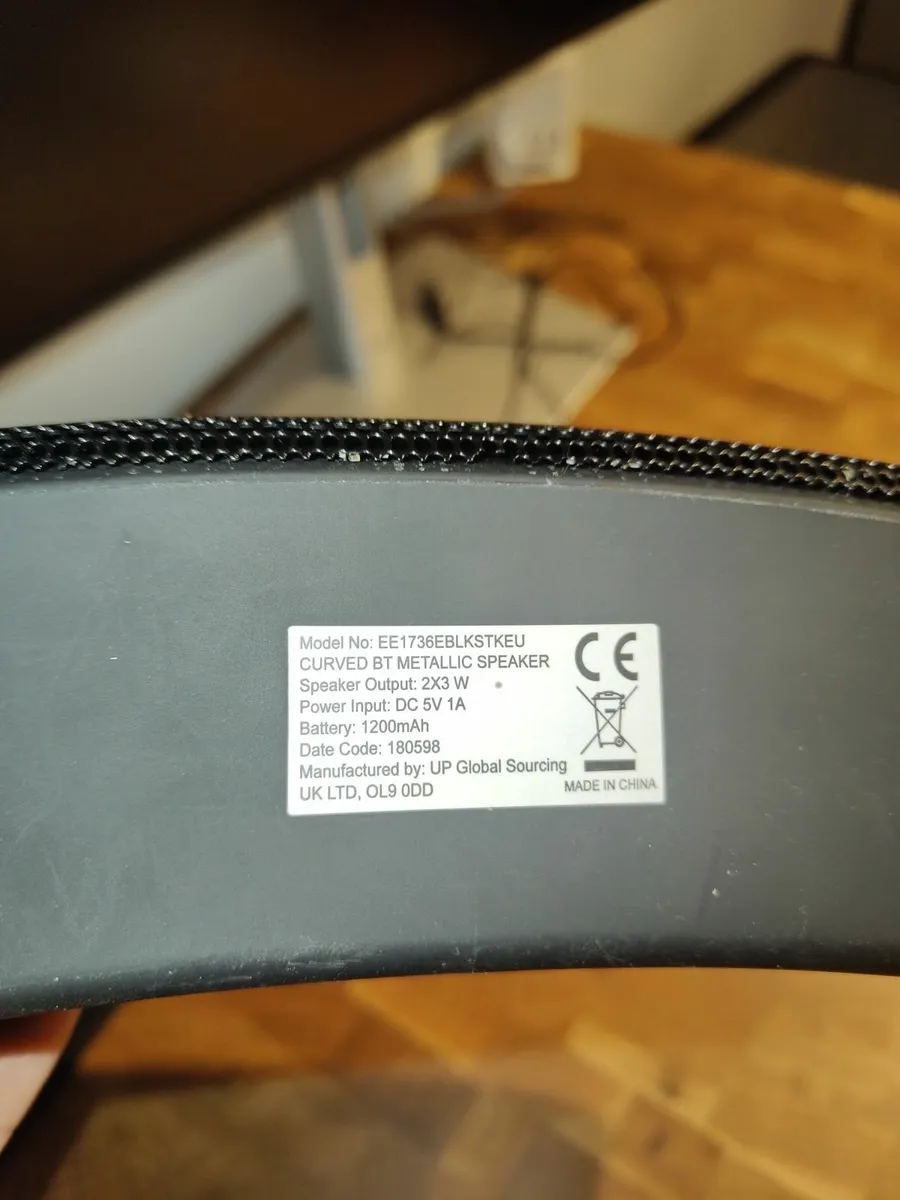 Model No: EE1736EBLKSTKEU
CURVED BT METALLIC SPEAKER
Speaker Output: 2X3 W
Power Input: DC 5V 1A
Battery: 1200mAh
Date Code: 180598
Manufactured by: UP Global Sourcing
UK LTD, OL9 0DD
CE
MADE IN CHINA